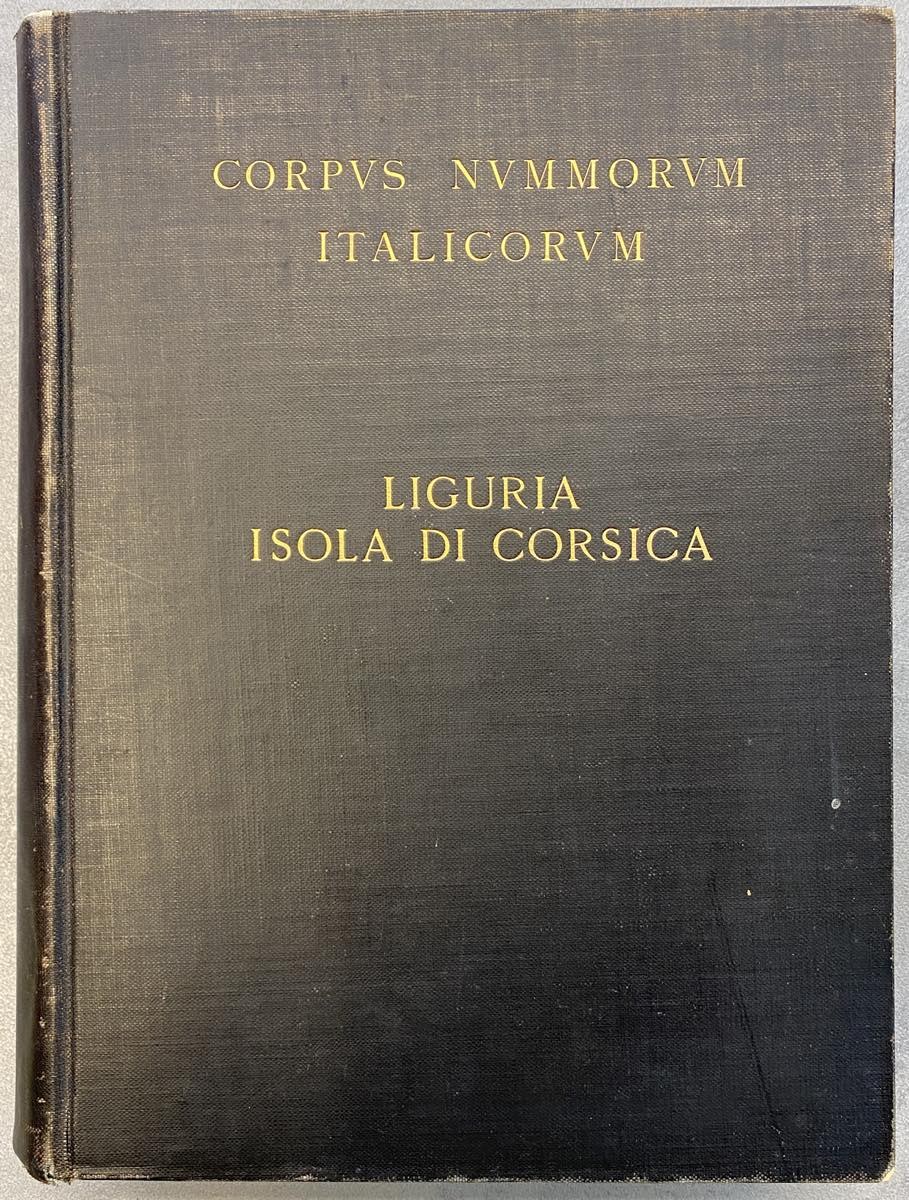 CORPVS NVMMORVM
ITALICORVM
LIGURIA
ISOLA DI CORSICA